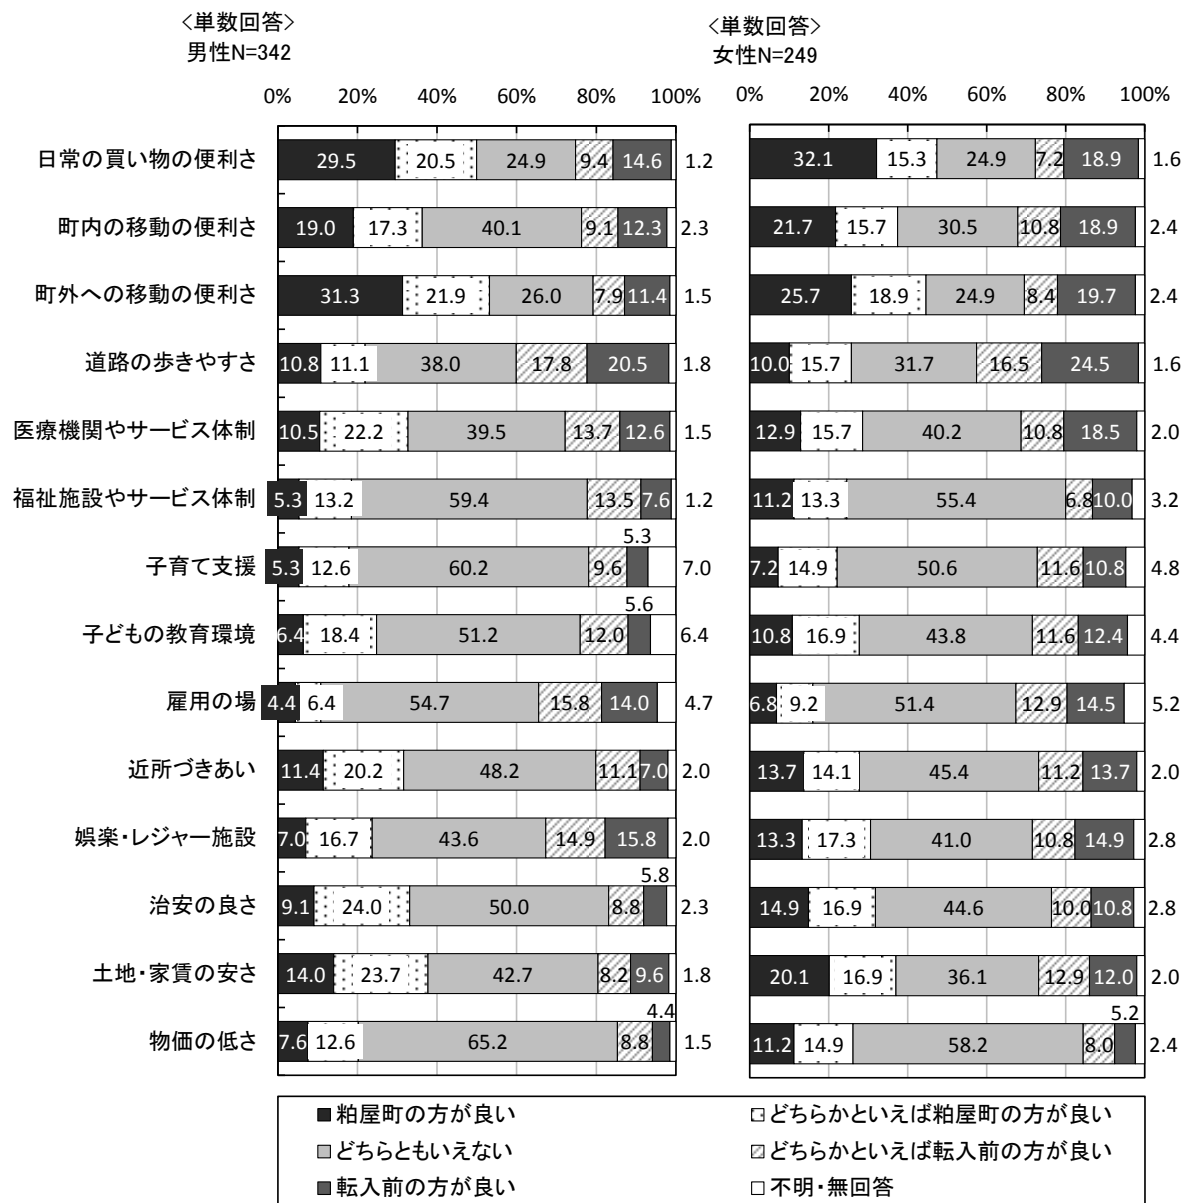 <単数回答>
男性N=342
<単数回答>
女性N=249
0% 20% 40% 60% 80% 100%
0% 20% 40% 60% 80% 100%
日常の買い物の便利さ 29.5 20.5 24.9 9.4 14.6 1.2 32.1 15.3 24.9 7.2 18.9 1.6
町内の移動の便利さ 19.0 17.3 40.1 9.1 12.3 2.3 21.7 15.7 30.5 10.8 18.9 2.4
町外への移動の便利さ 31.3 21.9 26.0 7.9 11.4 1.5 25.7 18.9 24.9 8.4 19.7 2.4
道路の歩きやすさ 10.8 11.1 38.0 17.8 20.5 1.8 10.0 15.7 31.7 16.5 24.5 1.6
医療機関やサービス体制 10.5 22.2 39.5 13.7 12.6 1.5 12.9 15.7 40.2 10.8 18.5 2.0
福祉施設やサービス体制 5.3 13.2 59.4 13.5 7.6 1.2 11.2 13.3 55.4 6.8 10.0 3.2
5.3
子育て支援 5.3 12.6 60.2 9.6 7.0 7.2 14.9 50.6 11.6 10.8 4.8
5.6
子どもの教育環境 6.4 18.4 51.2 12.0 6.4 10.8 16.9 43.8 11.6 12.4 4.4
雇用の場 4.4 6.4 54.7 15.8 14.0 4.7 6.8 9.2 51.4 12.9 14.5 5.2
近所づきあい 11.4 20.2 48.2 11.1 7.0 2.0 13.7 14.1 45.4 11.2 13.7 2.0
娯楽・レジャー施設 7.0 16.7 43.6 14.9 15.8 2.0 13.3 17.3 41.0 10.8 14.9 2.8
5.8
治安の良さ 9.1 24.0 50.0 8.8 2.3 14.9 16.9 44.6 10.0 10.8 2.8
土地・家賃の安さ 14.0 23.7 42.7 8.2 9.6 1.8 20.1 16.9 36.1 12.9 12.0 2.0
4.4 5.2
物価の低さ 7.6 12.6 65.2 8.8 1.5 11.2 14.9 58.2 8.0 2.4
粕屋町の方が良い どちらかといえば粕屋町の方が良い
どちらともいえない どちらかといえば転入前の方が良い
転入前の方が良い 不明・無回答